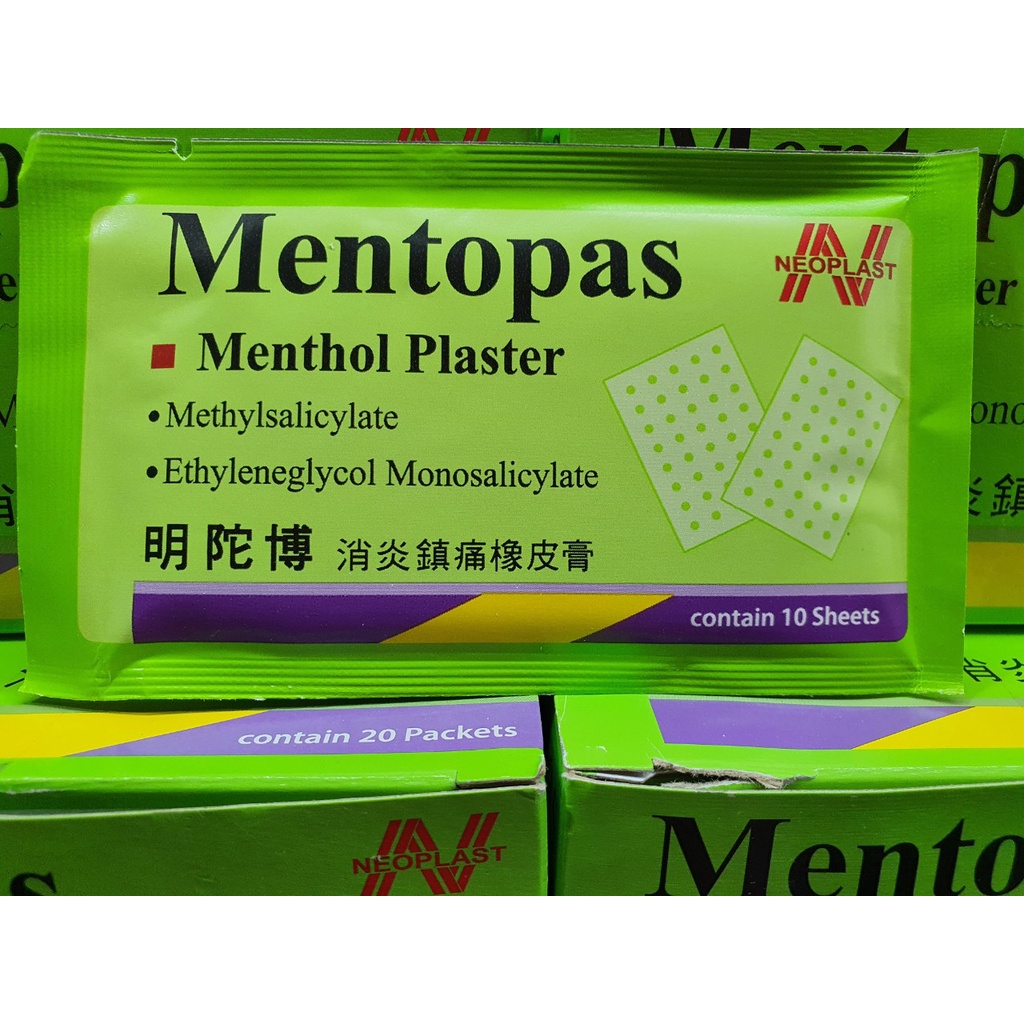 Mentopas
NEOPLAST
Menthol Plaster
• Methylsalicylate
• Ethyleneglycol Monosalicylate
明陀博 消炎鎮痛橡皮膏
contain 10 Sheets
contain 20 Packets
NEOPLAST
Mento